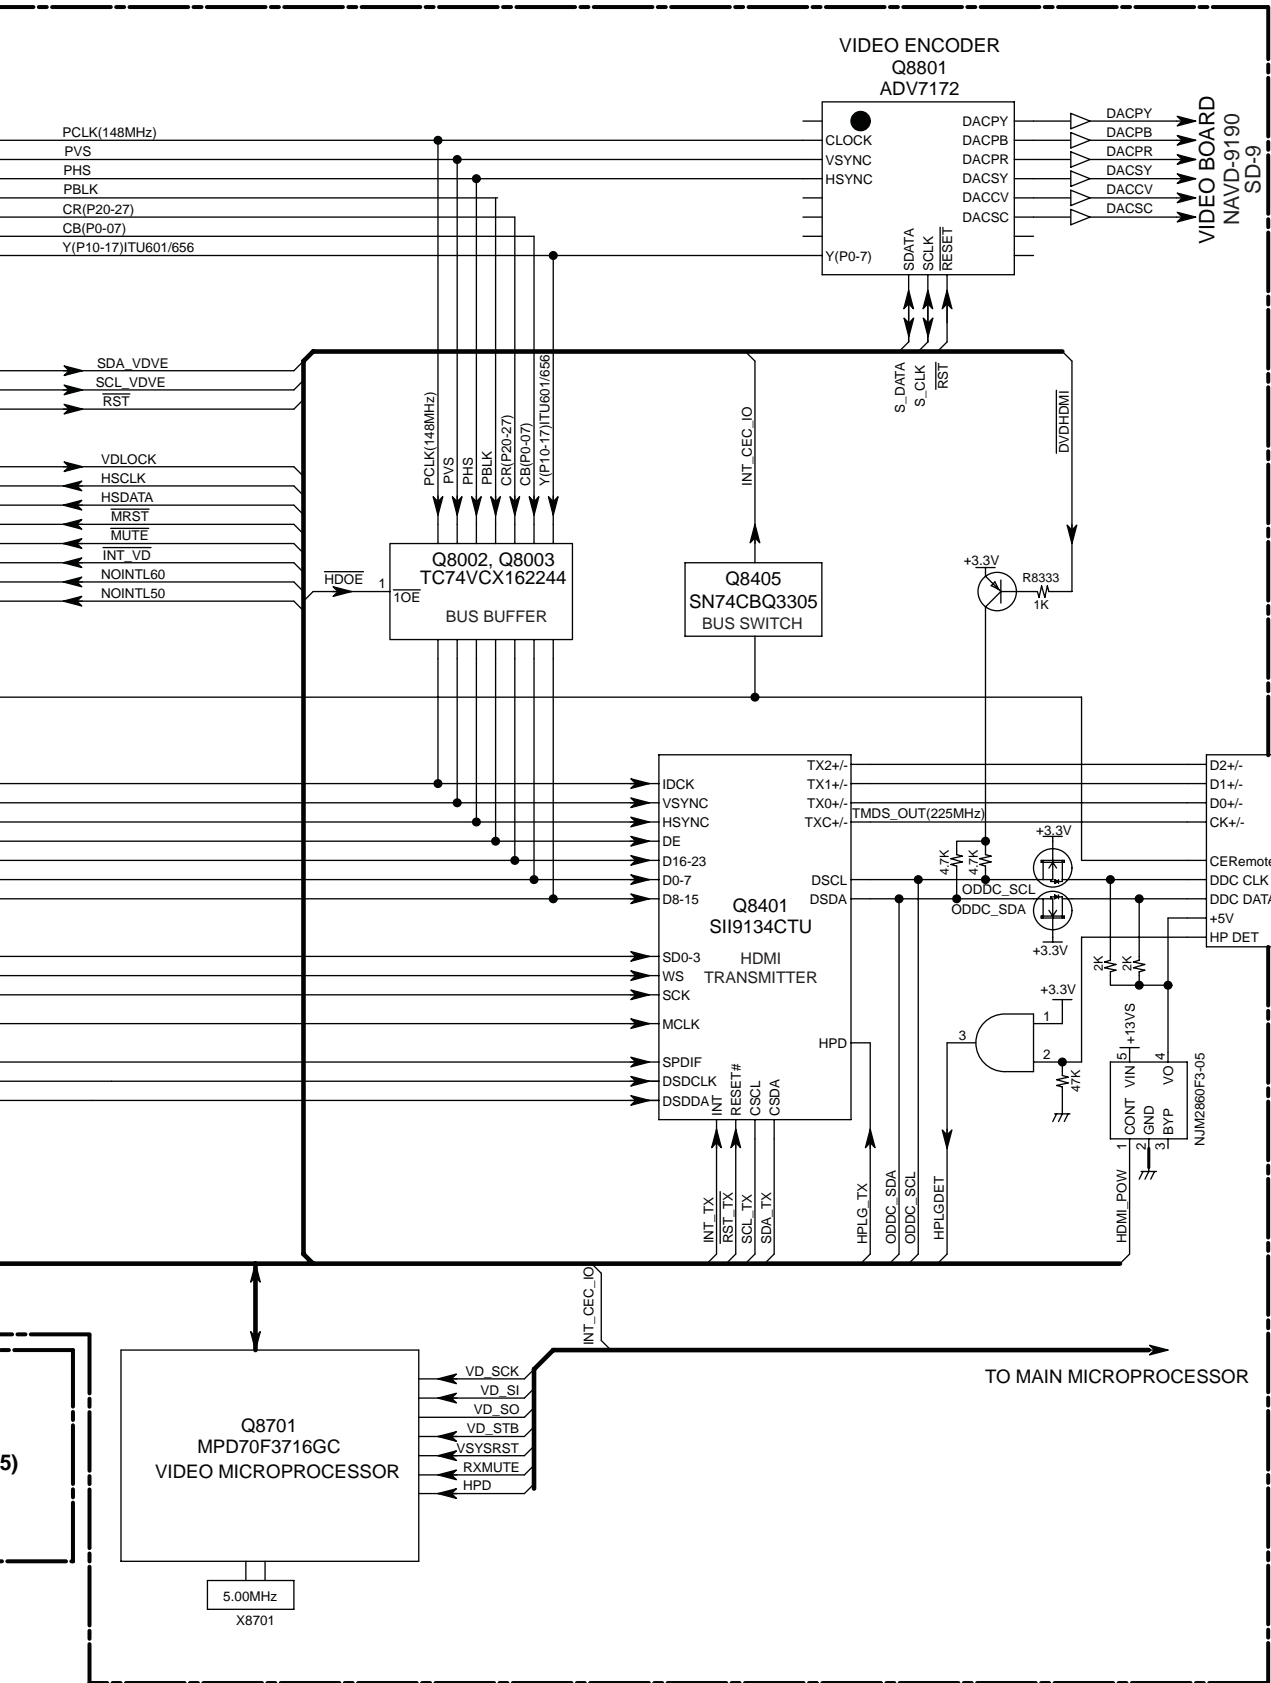 VIDEO ENCODER
Q8801
ADV7172
PCLK(148MHz)
PVS
PHS
PBLK
CR(P20-27)
CB(P0-07)
Y(P10-17)ITU601/656
CLOCK
VSYNC
HSYNC
Y(P0-7)
DACPY
DACPB
DACPR
DACSY
DACCV
DACSC
SDATA
SCLK
RESET
DACPY
DACPB
DACPR
DACSY
DACCV
DACSC
VIDEO BOARD
NAVD-9190
SD-9
S_DATA
S_CLK
RST
SDA_VDVE
SCL_VDVE
RST
VDLOCK
HSCLK
HSDATA
MRST
MUTE
INT_VD
NOINTL60
NOINTL50
PCLK(148MHz)
PVS
PHS
PBLK
CR(P20-27)
CB(P0-07)
Y(P10-17)ITU601/656
INT_CEC_IO
DVDHDMI
HDOE
1
1OE
Q8002, Q8003
TC74VCX162244
BUS BUFFER
Q8405
SN74CBQ3305
BUS SWITCH
+3.3V
R8333
1K
IDCK
VSYNC
HSYNC
DE
D16-23
D0-7
D8-15
SD0-3
WS
SCK
MCLK
SPDIF
DSDCLK
DSDDA
TX2+/-
TX1+/-
TX0+/-
TXC+/-
DSCL
DSDA
HPD
Q8401
SII9134CTU
HDMI
TRANSMITTER
INT
RESET#
CSCL
CSDA
TMDS_OUT(225MHz)
4.7K
4.7K
ODDC_SCL
ODDC_SDA
+3.3V
+3.3V
D2+/-
D1+/-
D0+/-
CK+/-
CERemote
DDC CLK
DDC DATA
+5V
HP DET
2K
2K
+3.3V
1
2
3
47K
+13VS
5
4
VIN
VO
CONT
GND
BYP
1
2
3
NJM2860F3-05
INT_TX
RST_TX
SCL_TX
SDA_TX
HPLG_TX
ODDC_SDA
ODDC_SCL
HPLGDET
HDMI_POW
INT_CEC_IO
TO MAIN MICROPROCESSOR
Q8701
MPD70F3716GC
VIDEO MICROPROCESSOR
VD_SCK
VD_SI
VD_SO
VD_STB
VSYSRST
RXMUTE
HPD
5)
5.00MHz
X8701